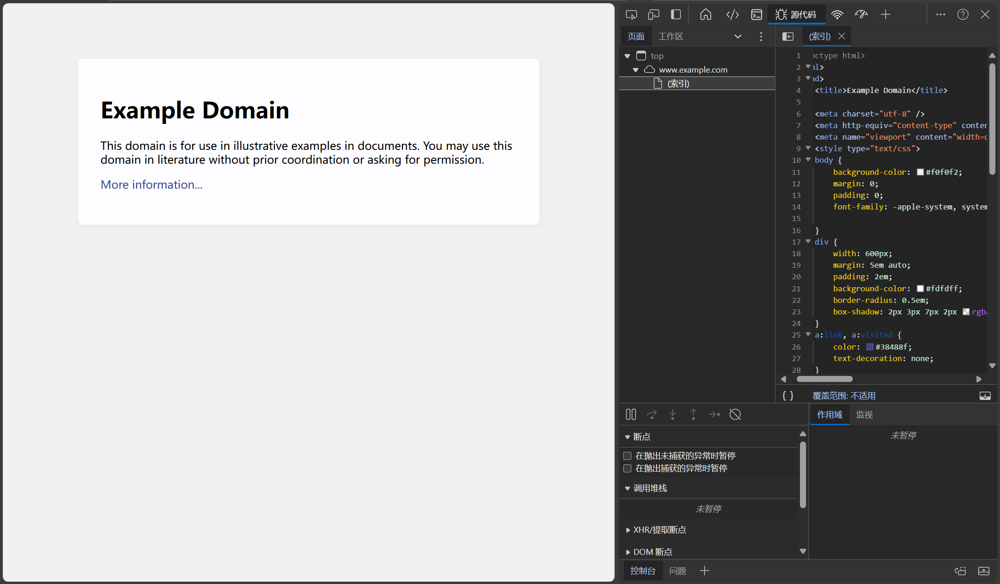 Example Domain
This domain is for use in illustrative examples in documents. You may use this
domain in literature without prior coordination or asking for permission.
More information...
源代码
页面 工作区
(索引)
top
www.example.com
(索引)
1 octype html>
2 ml>
3 ad>
4 <title>Example Domain</title>
5
6 <meta charset="utf-8" />
7 <meta http-equiv="Content-type" conten
8 <meta name="viewport" content="width=d
9 <style type="text/css">
10 body {
11 background-color: #f0f0f2;
12 margin: 0;
13 padding: 0;
14 font-family: -apple-system, system
15
16 }
17 div {
18 width: 600px;
19 margin: 5em auto;
20 padding: 2em;
21 background-color: #fdfdff;
22 border-radius: 0.5em;
23 box-shadow: 2px 3px 7px 2px rgba
24 }
25 a:link, a:visited {
26 color: #38488f;
27 text-decoration: none;
28 }
{ } 覆盖范围: 不适用
断点
在抛出未捕获的异常时暂停
在抛出捕获的异常时暂停
调用堆栈
未暂停
XHR/提取断点
DOM 断点
作用域 监视
未暂停
控制台 问题